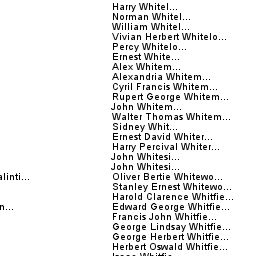 Harry Whitel...
Norman Whitel...
William Whitel...
Vivian Herbert Whitelo...
Percy Whitelo...
Ernest White...
Alex Whitem...
Alexandria Whitem...
Cyril Francis Whitem...
Rupert George Whitem...
John Whitem...
Walter Thomas Whitem...
Sidney Whit...
Ernest David Whiter...
Harry Percival Whiter...
John Whitesi...
John Whitesi...
alinti... Oliver Bertie Whitewo...
Stanley Ernest Whitewo...
Harold Clarence Whitfie...
n... Edward George Whitfie...
Francis John Whitfie...
George Lindsay Whitfie...
George Herbert Whitfie...
Herbert Oswald Whitfie...